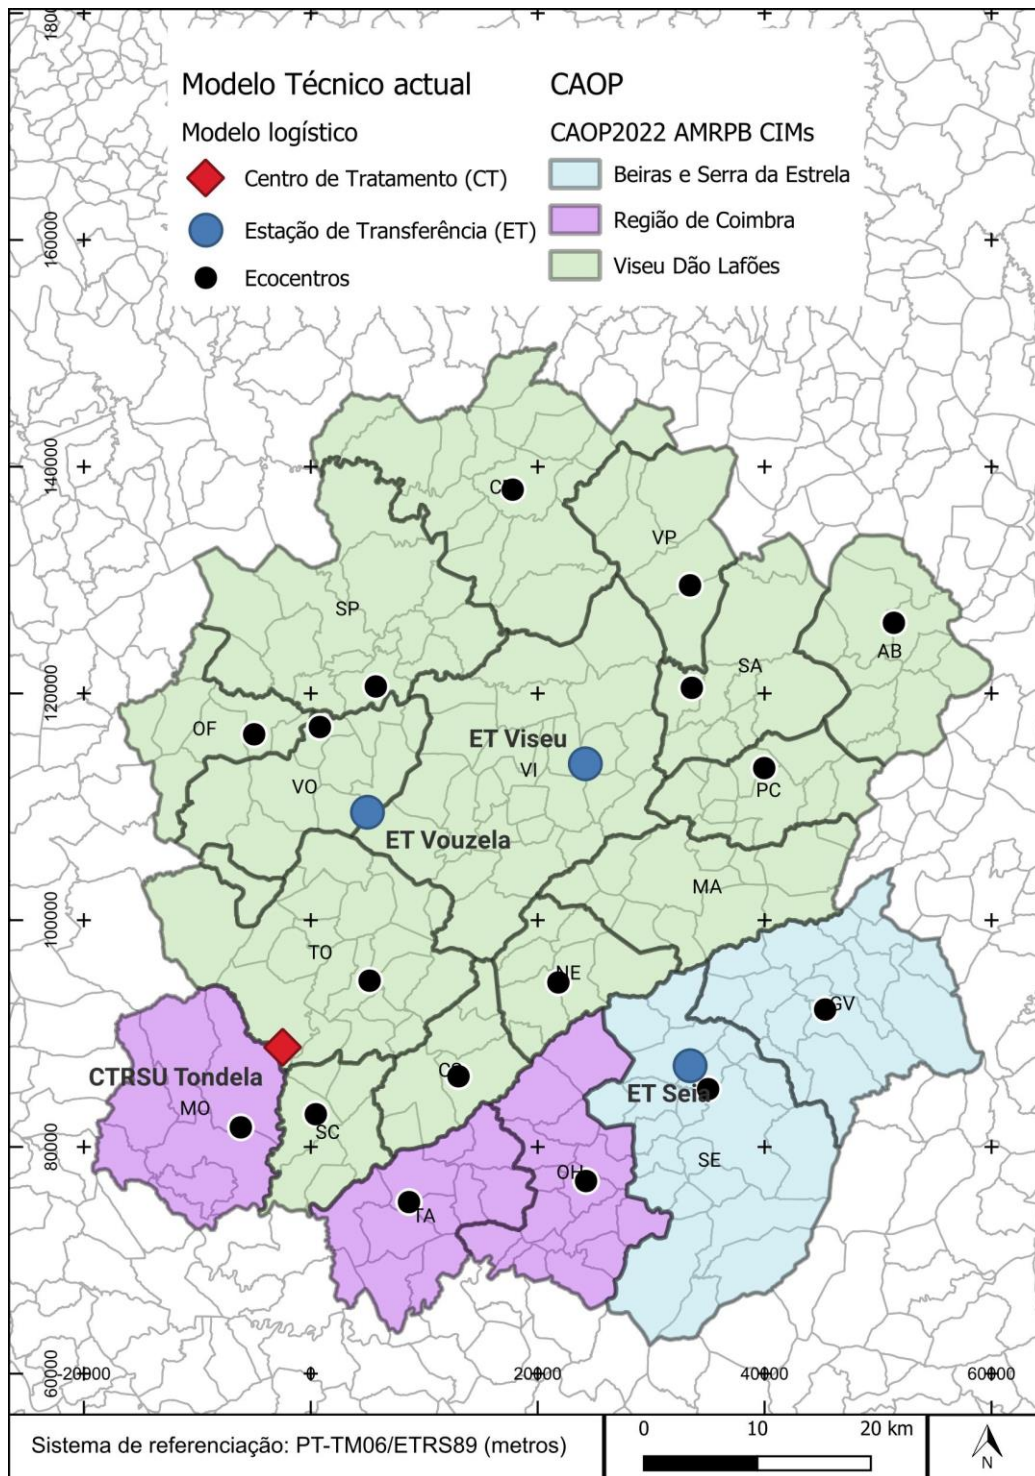 Modelo Técnico actual
Modelo logístico
Centro de Tratamento (CT)
Estação de Transferência (ET)
Ecocentros
CAOP
CAOP2022 AMRPB CIMs
Beiras e Serra da Estrela
Região de Coimbra
Viseu Dão Lafões
180000
160000
140000
120000
100000
80000
60000
VP
SP
AB
SA
OF
ET Viseu
VI
VO
PC
ET Vouzela
MA
TO
NE
GV
CTRSU Tondela
MO
SC
ET Seia
SE
OH
TA
-20000
0
20000
40000
60000
Sistema de referenciação: PT-TM06/ETRS89 (metros)
0 10 20 km
N